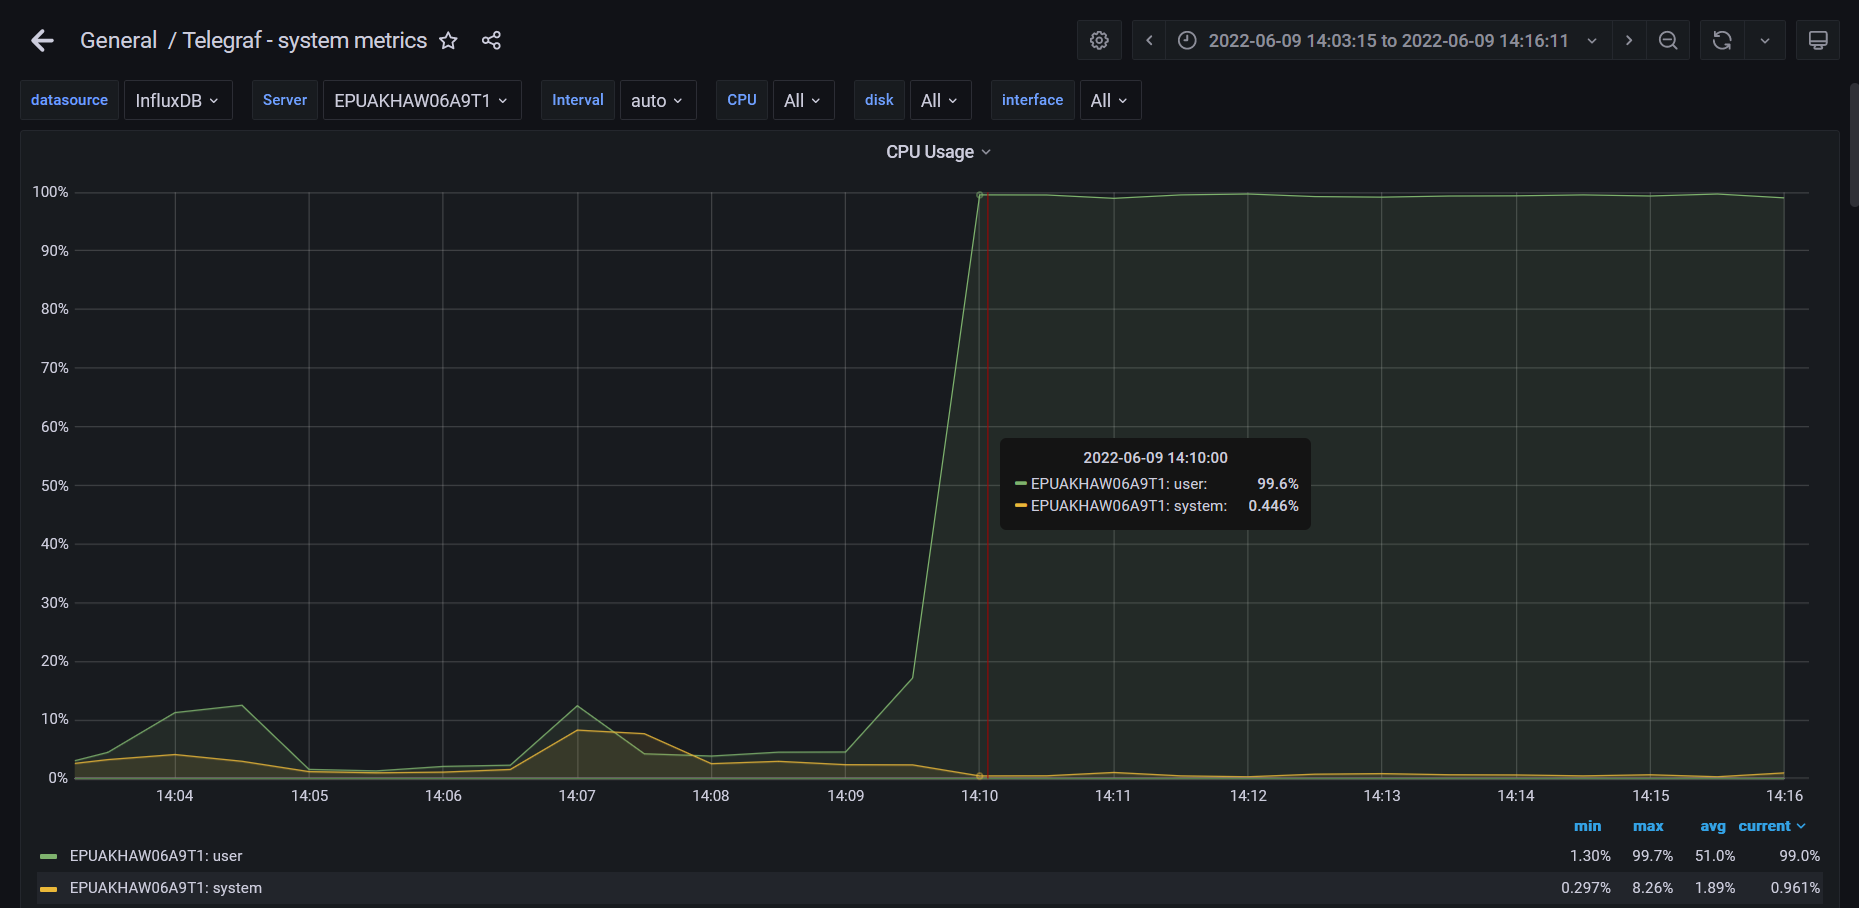 General / Telegraf - system metrics
2022-06-09 14:03:15 to 2022-06-09 14:16:11
datasource InfluxDB Server EPUAKHAW06A9T1 Interval auto CPU All disk All interface All
CPU Usage
100%
90%
80%
70%
60%
50%
40%
30%
20%
10%
0%
2022-06-09 14:10:00
EPUAKHAW06A9T1: user: 99.6%
EPUAKHAW06A9T1: system: 0.446%
14:04 14:05 14:06 14:07 14:08 14:09 14:10 14:11 14:12 14:13 14:14 14:15 14:16
min max avg current
EPUAKHAW06A9T1: user 1.30% 99.7% 51.0% 99.0%
EPUAKHAW06A9T1: system 0.297% 8.26% 1.89% 0.961%